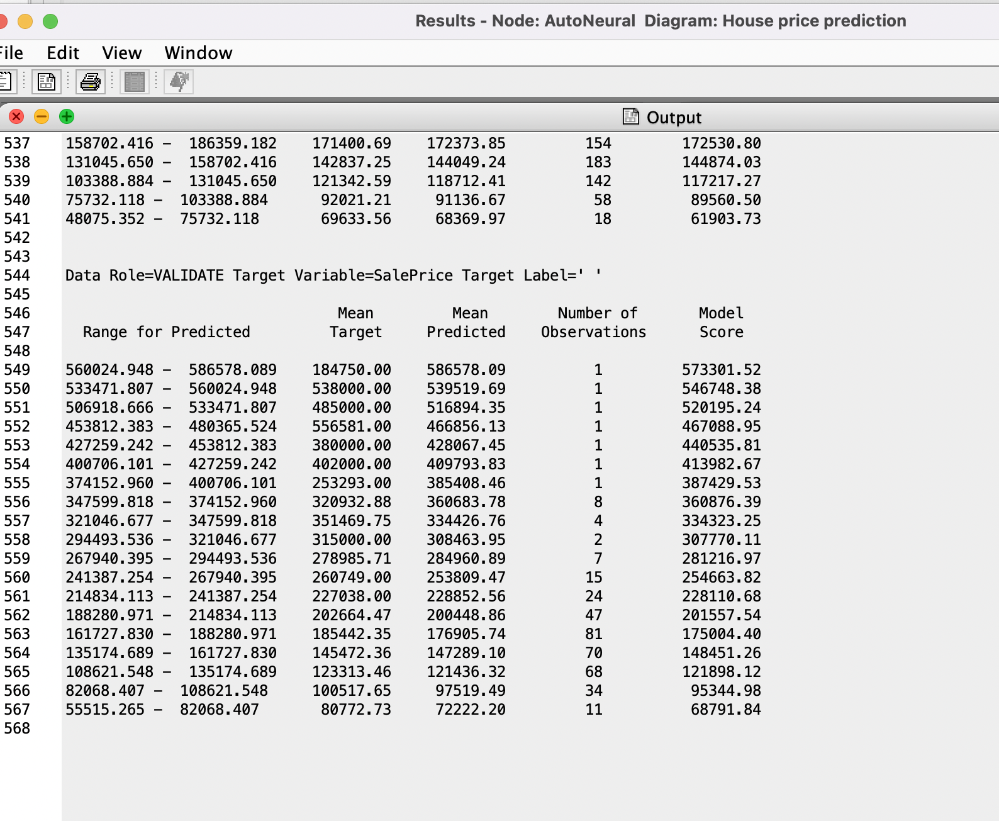 Results - Node: AutoNeural Diagram: House price prediction
File Edit View Window
Output
537 158702.416 - 186359.182 171400.69 172373.85 154 172530.80
538 131045.650 - 158702.416 142837.25 144049.24 183 144874.03
539 103388.884 - 131045.650 121342.59 118712.41 142 117217.27
540 75732.118 - 103388.884 92021.21 91136.67 58 89560.50
541 48075.352 - 75732.118 69633.56 68369.97 18 61903.73
542
543
544 Data Role=VALIDATE Target Variable=SalePrice Target Label=' '
545
546 Mean Mean Number of Model
547 Range for Predicted Target Predicted Observations Score
548
549 560024.948 - 586578.089 184750.00 586578.09 1 573301.52
550 533471.807 - 560024.948 538000.00 539519.69 1 546748.38
551 506918.666 - 533471.807 485000.00 516894.35 1 520195.24
552 453812.383 - 480365.524 556581.00 466856.13 1 467088.95
553 427259.242 - 453812.383 380000.00 428067.45 1 440535.81
554 400706.101 - 427259.242 402000.00 409793.83 1 413982.67
555 374152.960 - 400706.101 253293.00 385408.46 1 387429.53
556 347599.818 - 374152.960 320932.88 360683.78 8 360876.39
557 321046.677 - 347599.818 351469.75 334426.76 4 334323.25
558 294493.536 - 321046.677 315000.00 308463.95 2 307770.11
559 267940.395 - 294493.536 278985.71 284960.89 7 281216.97
560 241387.254 - 267940.395 260749.00 253809.47 15 254663.82
561 214834.113 - 241387.254 227038.00 228852.56 24 228110.68
562 188280.971 - 214834.113 202664.47 200448.86 47 201557.54
563 161727.830 - 188280.971 185442.35 176905.74 81 175004.40
564 135174.689 - 161727.830 145472.36 147289.10 70 148451.26
565 108621.548 - 135174.689 123313.46 121436.32 68 121898.12
566 82068.407 - 108621.548 100517.65 97519.49 34 95344.98
567 55515.265 - 82068.407 80772.73 72222.20 11 68791.84
568